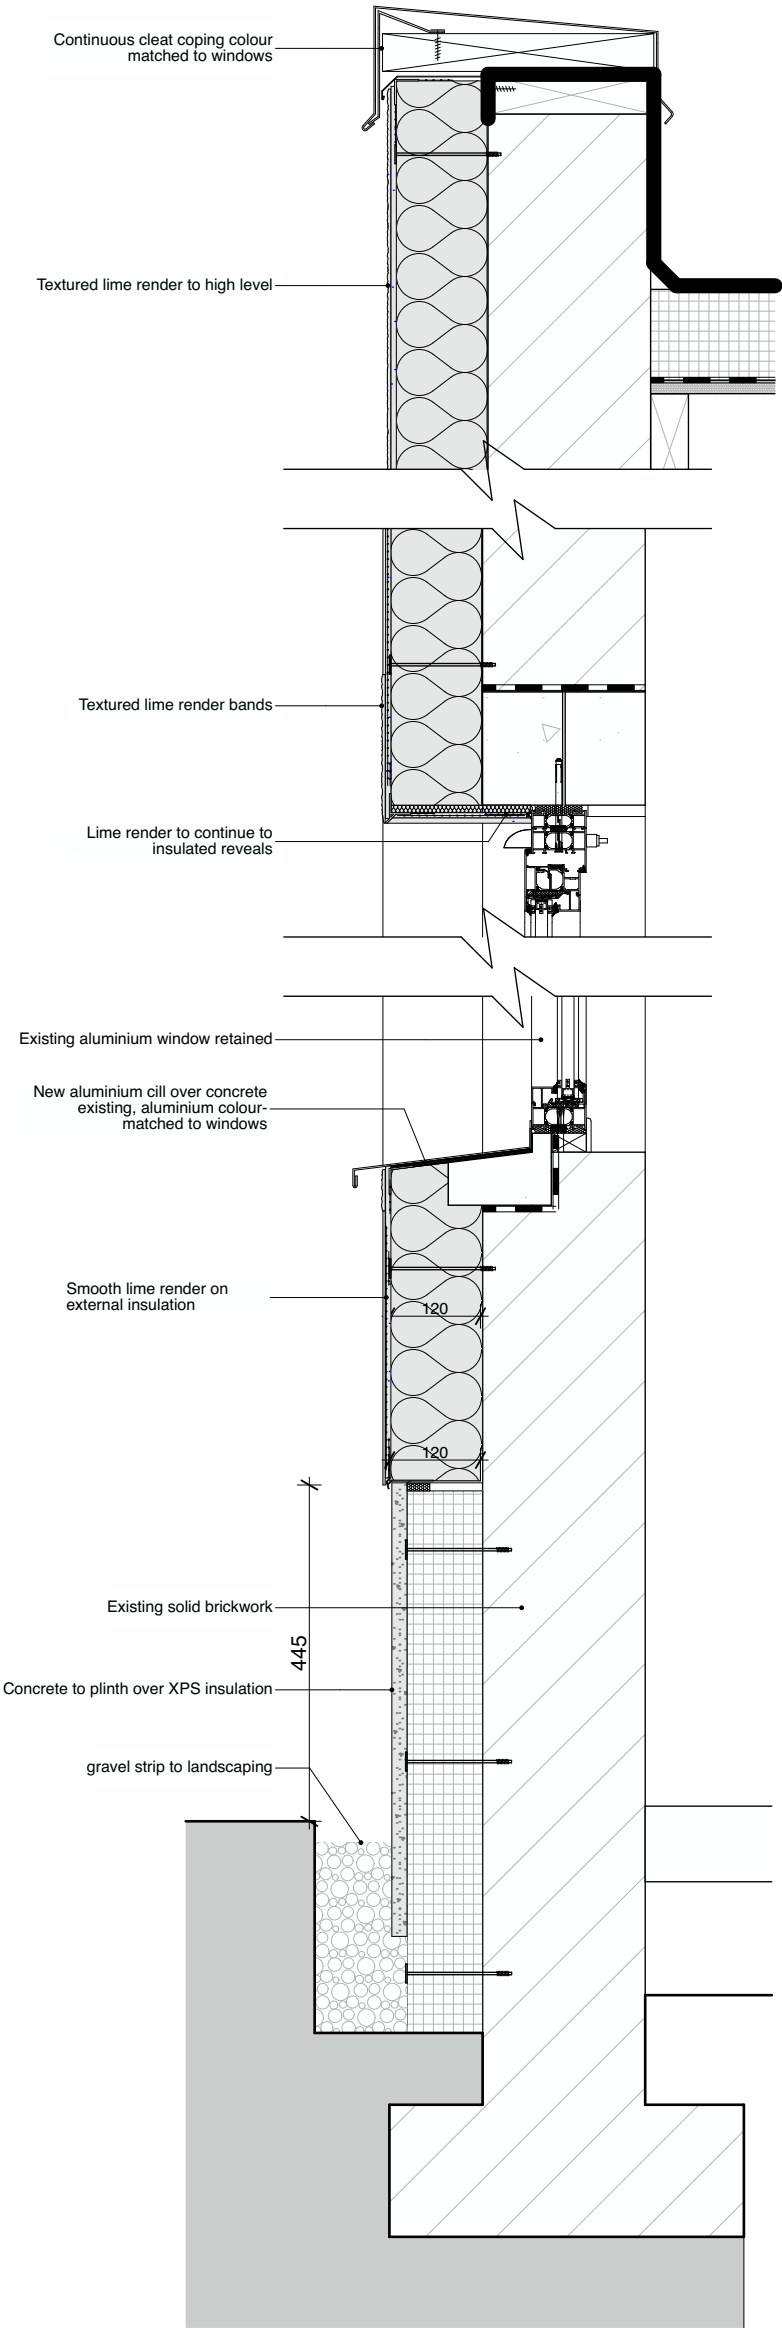 Continuous cleat coping colour
matched to windows
Textured lime render to high level
Textured lime render bands
Lime render to continue to
insulated reveals
Existing aluminium window retained
New aluminium cill over concrete
existing, aluminium colour-
matched to windows
Smooth lime render on
external insulation
120
120
Existing solid brickwork
445
Concrete to plinth over XPS insulation
gravel strip to landscaping